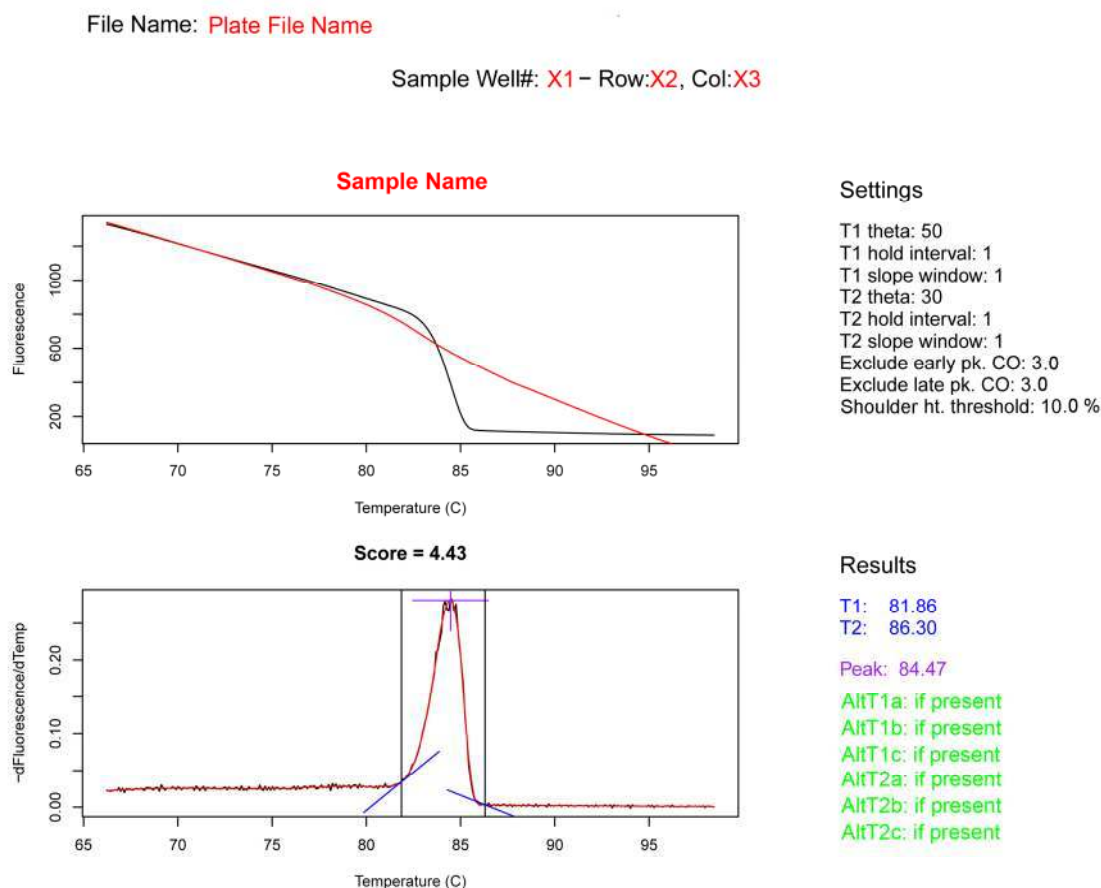 File Name: Plate File Name
Sample Well#: X1 − Row:X2, Col:X3
Sample Name
Fluorescence
1000
600
200
65 70 75 80 85 90 95
Temperature (C)
Settings
T1 theta: 50
T1 hold interval: 1
T1 slope window: 1
T2 theta: 30
T2 hold interval: 1
T2 slope window: 1
Exclude early pk. CO: 3.0
Exclude late pk. CO: 3.0
Shoulder ht. threshold: 10.0 %
Score = 4.43
−dFluorescence/dTemp
0.20
0.10
0.00
65 70 75 80 85 90 95
Temperature (C)
Results
T1: 81.86
T2: 86.30
Peak: 84.47
AltT1a: if present
AltT1b: if present
AltT1c: if present
AltT2a: if present
AltT2b: if present
AltT2c: if present